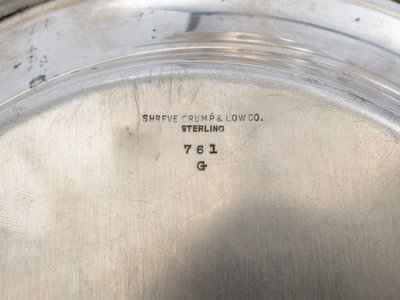 SHREVE CRUMP & LOW CO.
STERLING
761
G